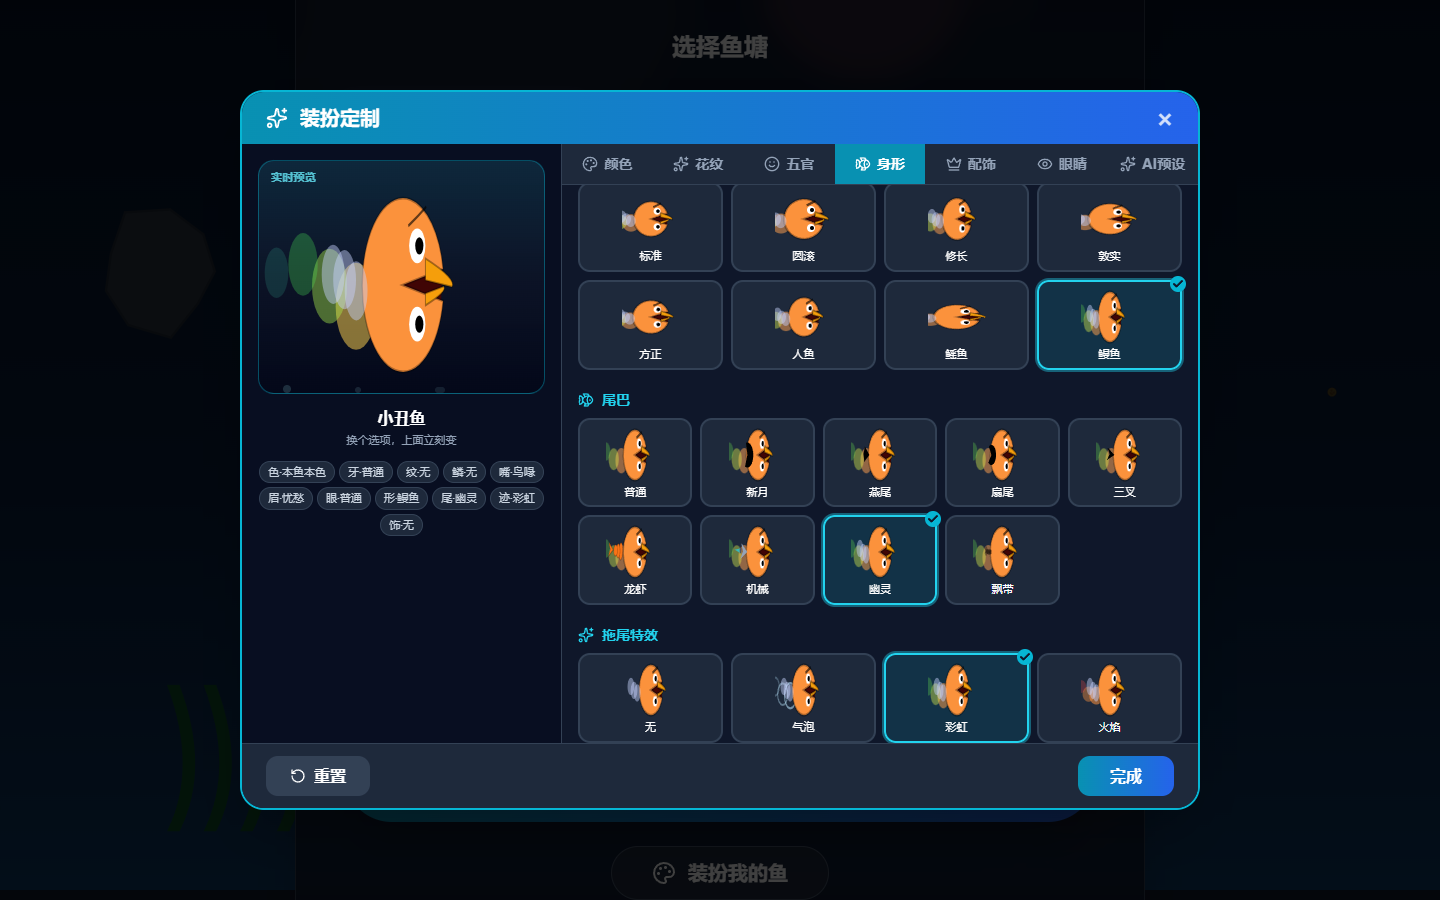 选择鱼塘
装扮定制
实时预览
小丑鱼
换个选项，上面立刻变
色·本鱼本色 牙·普通 纹·无 鳞·无 嘴·鸟喙
眉·忧愁 眼·普通 形·鳗鱼 尾·幽灵 迹·彩虹
饰·无
颜色 花纹 五官 身形 配饰 眼睛 AI预设
标准 圆滚 修长 敦实
方正 人鱼 鲑鱼 鳗鱼
尾巴
普通 新月 燕尾 扇尾 三叉
龙虾 机械 幽灵 飘带
拖尾特效
无 气泡 彩虹 火焰
重置 完成
装扮我的鱼